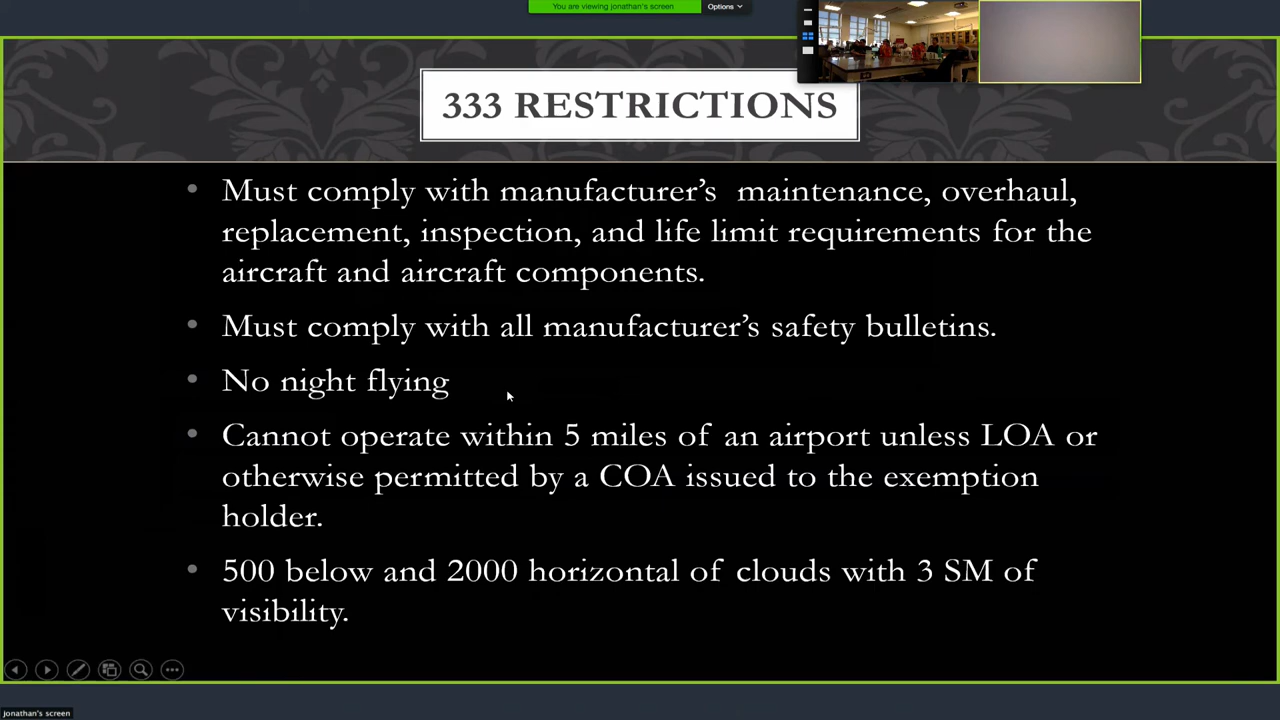 You are viewing jonathan's screen
Options
333 RESTRICTIONS
• Must comply with manufacturer’s maintenance, overhaul,
replacement, inspection, and life limit requirements for the
aircraft and aircraft components.
• Must comply with all manufacturer’s safety bulletins.
• No night flying
• Cannot operate within 5 miles of an airport unless LOA or
otherwise permitted by a COA issued to the exemption
holder.
• 500 below and 2000 horizontal of clouds with 3 SM of
visibility.
jonathan's screen